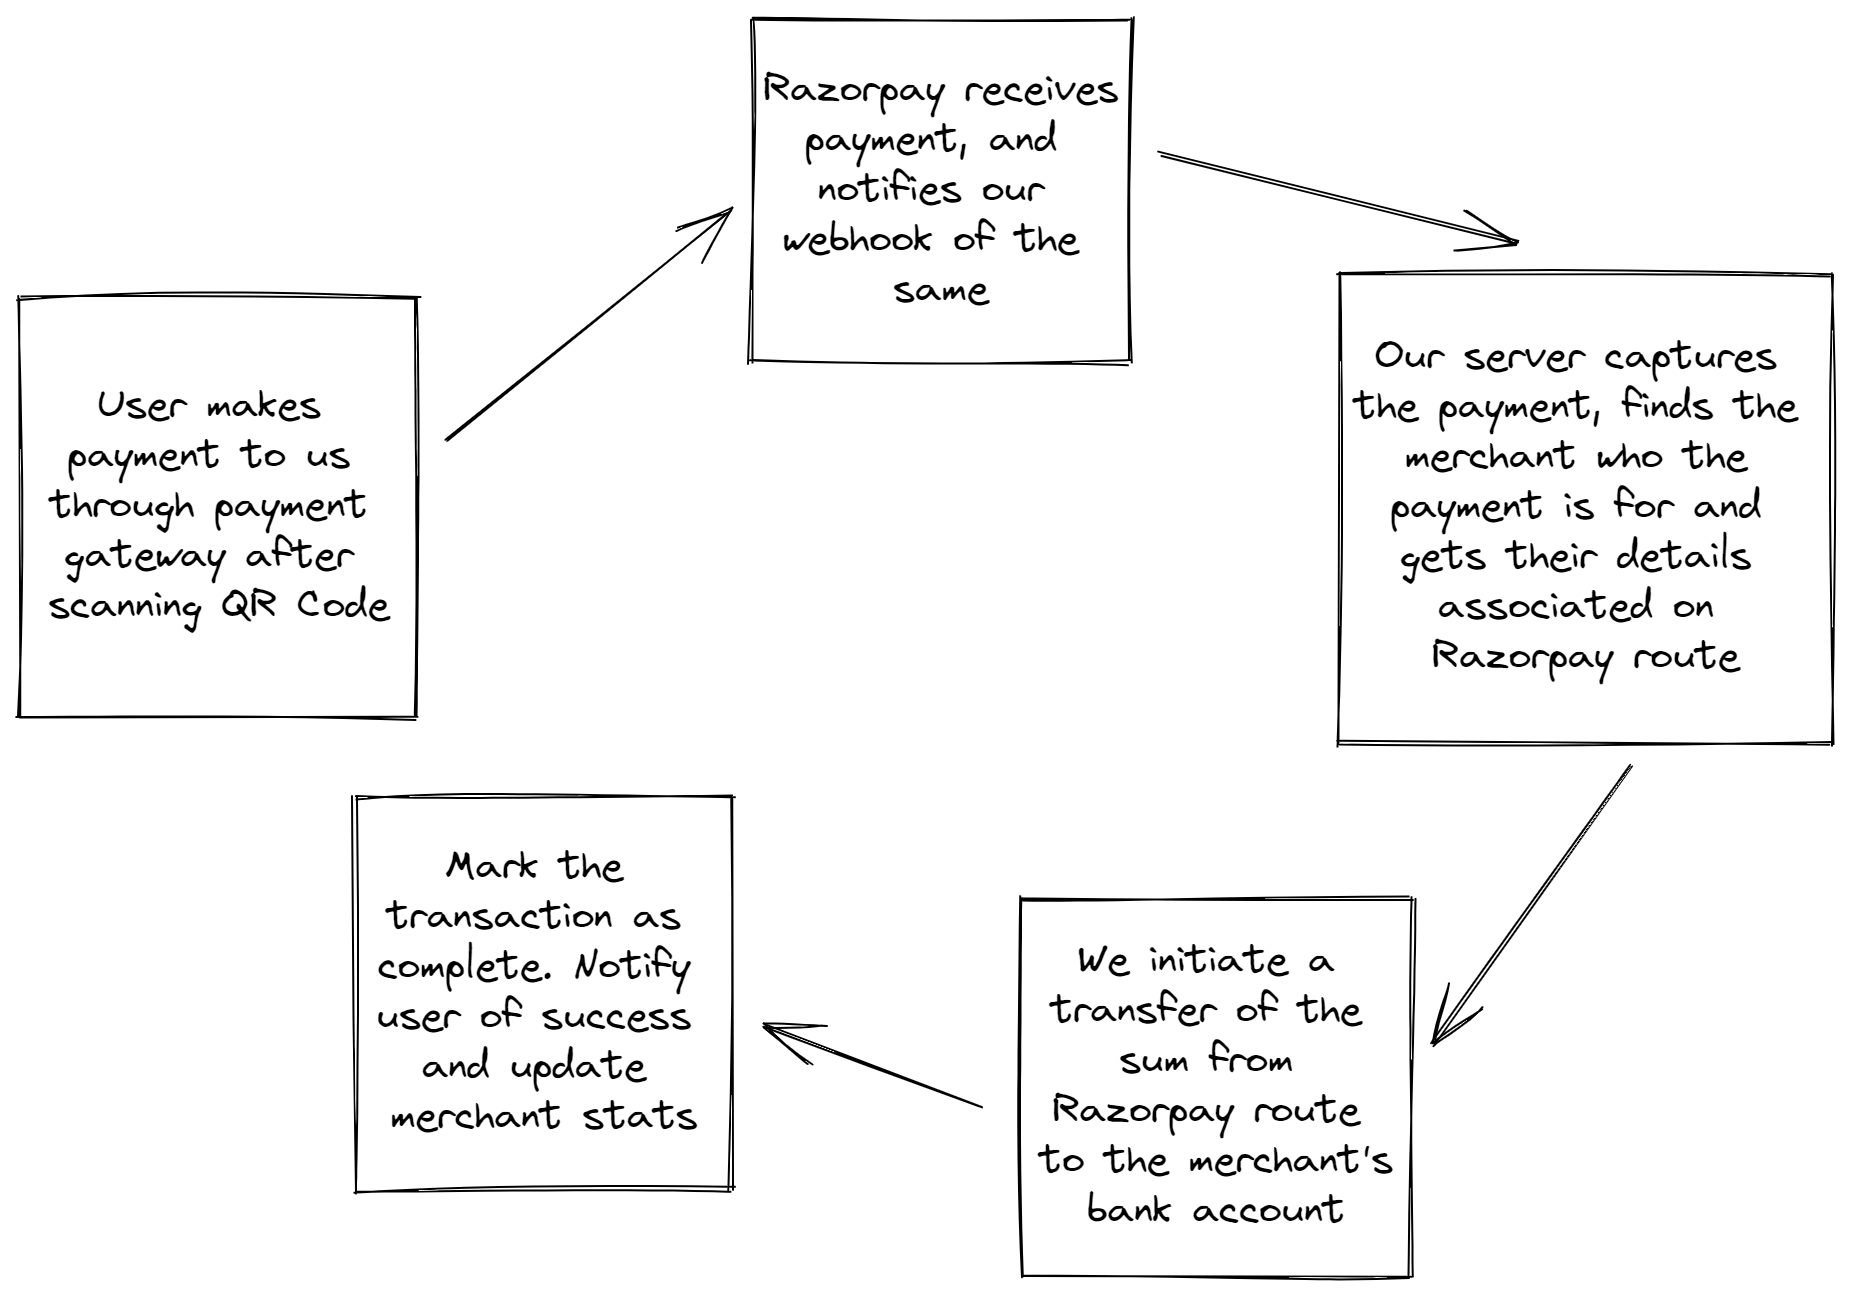 User makes
payment to us
through payment
gateway after
scanning QR Code
Razorpay receives
payment, and
notifies our
webhook of the
same
Our server captures
the payment, finds the
merchant who the
payment is for and
gets their details
associated on
Razorpay route
We initiate a
transfer of the
sum from
Razorpay route
to the merchant's
bank account
Mark the
transaction as
complete. Notify
user of success
and update
merchant stats